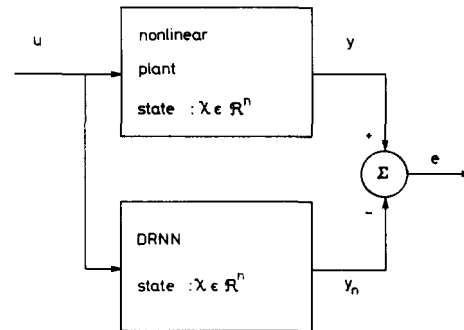 u
nonlinear
plant
state : χ ϵ ℜⁿ
y
+
Σ
e
-
DRNN
state : χ ϵ ℜⁿ
yₙ